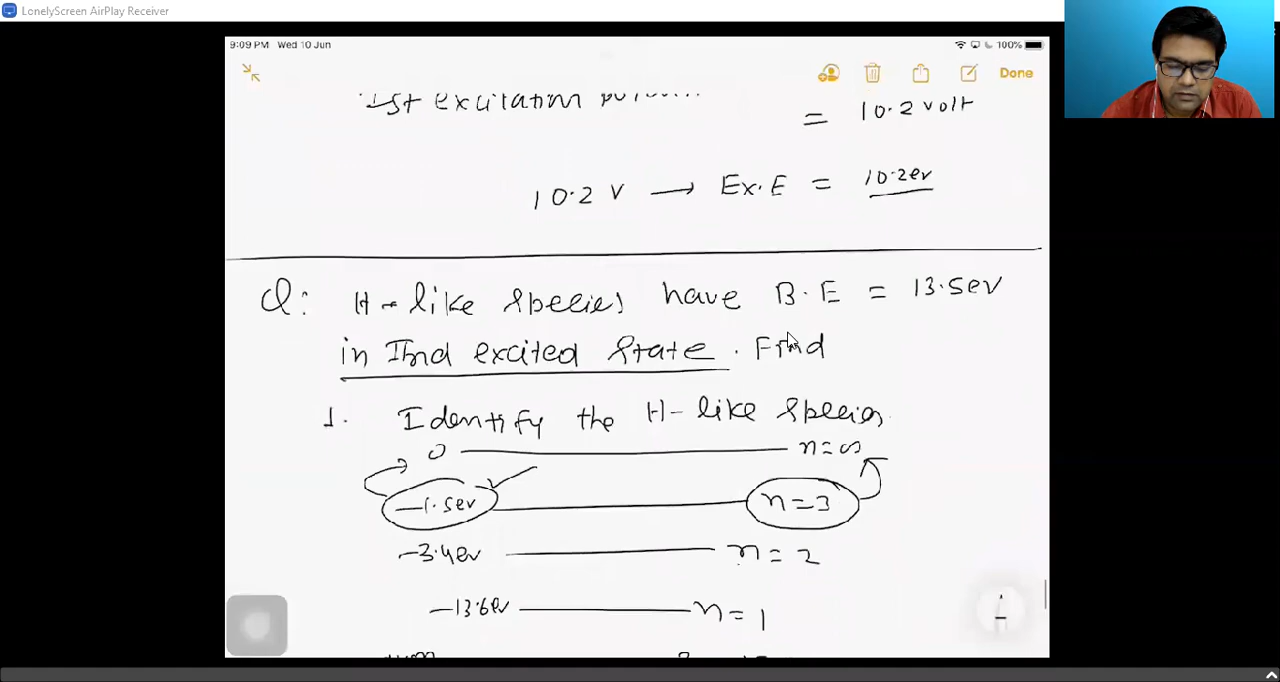 LonelyScreen AirPlay Receiver
9:09 PM Wed 10 Jun
100%
Done
1st excitation
= 10.2 volt
10.2 V → Ex.E = 10.2ev
Q: H-like species have B.E = 13.5ev
in IInd excited state. Find
1. Identify the H-like species.
0 n=∞
-1.5ev n=3
-3.4ev n=2
-13.6ev n=1